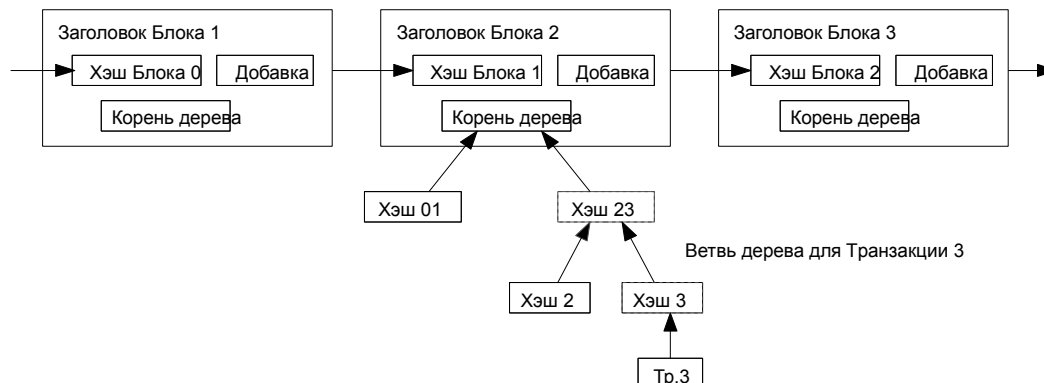 Заголовок Блока 1
Заголовок Блока 2
Заголовок Блока 3
Хэш Блока 0
Добавка
Хэш Блока 1
Добавка
Хэш Блока 2
Добавка
Корень дерева
Корень дерева
Корень дерева
Хэш 01
Хэш 23
Ветвь дерева для Транзакции 3
Хэш 2
Хэш 3
Тр.3